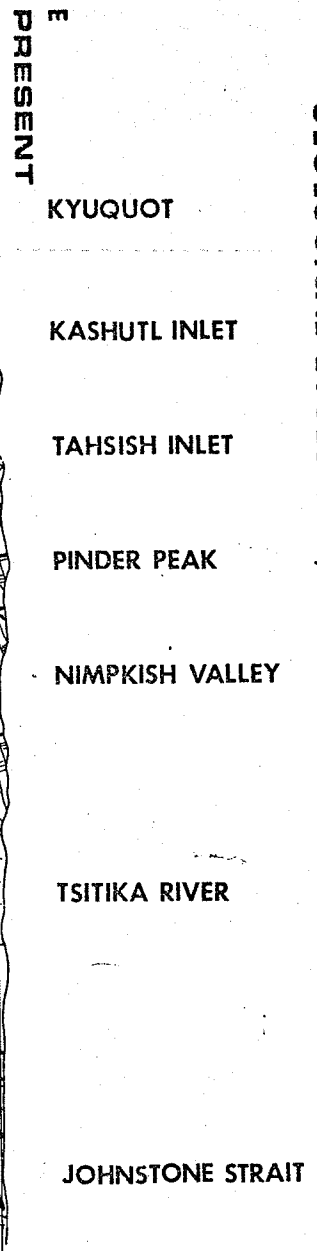 E
PRESENT
KYUQUOT
KASHUTL INLET
TAHSISH INLET
PINDER PEAK
NIMPKISH VALLEY
TSITIKA RIVER
JOHNSTONE STRAIT